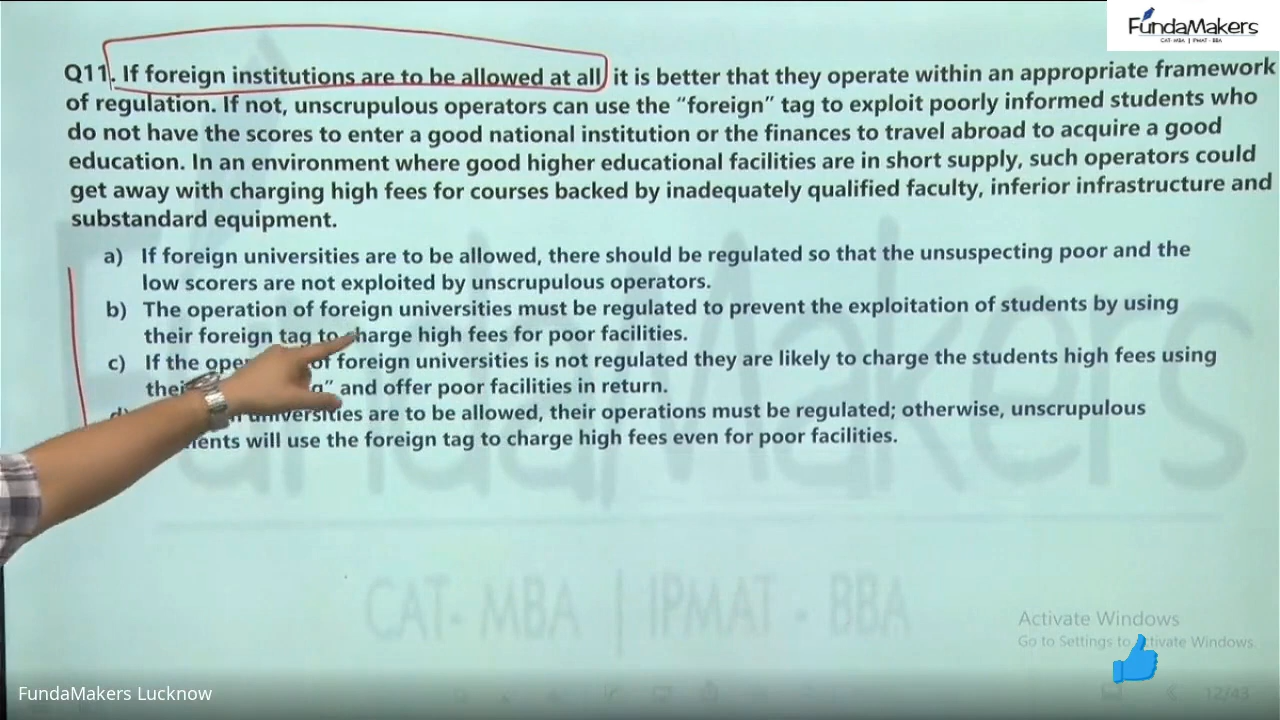 FundaMakers
CAT- MBA | IPMAT - BBA
Q11. If foreign institutions are to be allowed at all it is better that they operate within an appropriate framework
of regulation. If not, unscrupulous operators can use the “foreign” tag to exploit poorly informed students who
do not have the scores to enter a good national institution or the finances to travel abroad to acquire a good
education. In an environment where good higher educational facilities are in short supply, such operators could
get away with charging high fees for courses backed by inadequately qualified faculty, inferior infrastructure and
substandard equipment.
a) If foreign universities are to be allowed, there should be regulated so that the unsuspecting poor and the
low scorers are not exploited by unscrupulous operators.
b) The operation of foreign universities must be regulated to prevent the exploitation of students by using
their foreign tag to charge high fees for poor facilities.
c) If the of foreign universities is not regulated they are likely to charge the students high fees using
and offer poor facilities in return.
universities are to be allowed, their operations must be regulated; otherwise, unscrupulous
will use the foreign tag to charge high fees even for poor facilities.
FundaMakers
CAT- MBA | IPMAT - BBA
Activate Windows
Go to Settings to Activate Windows.
FundaMakers Lucknow
12/43